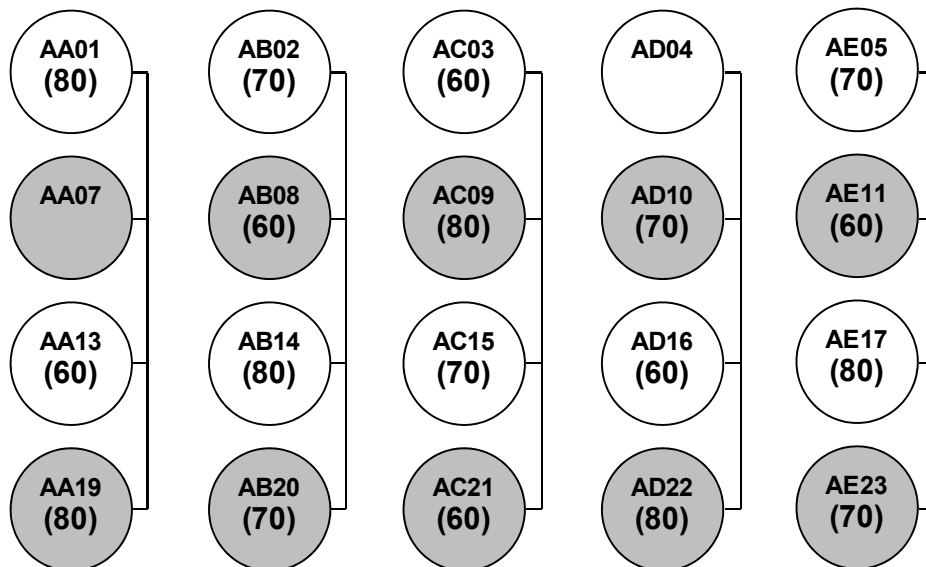 AA01
(80)
AB02
(70)
AC03
(60)
AD04
AE05
(70)
AA07
AB08
(60)
AC09
(80)
AD10
(70)
AE11
(60)
AA13
(60)
AB14
(80)
AC15
(70)
AD16
(60)
AE17
(80)
AA19
(80)
AB20
(70)
AC21
(60)
AD22
(80)
AE23
(70)